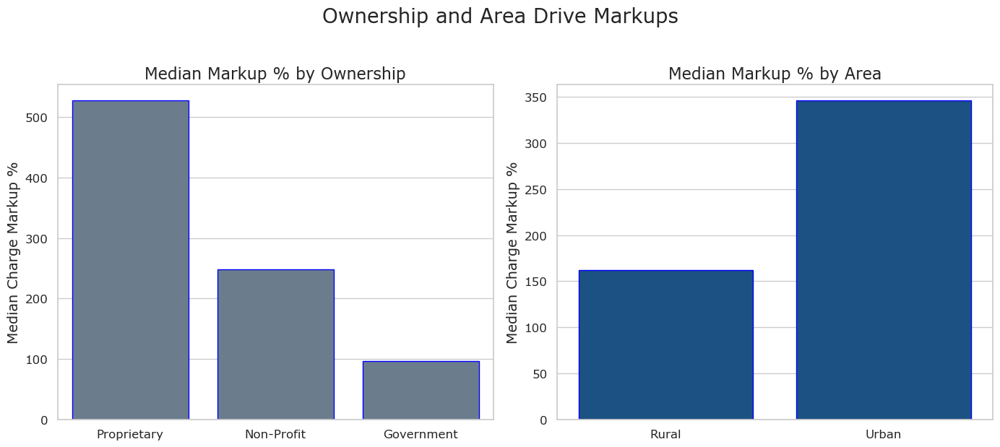 Ownership and Area Drive Markups
Median Markup % by Ownership
Median Charge Markup %
500
400
300
200
100
0
Proprietary
Non-Profit
Government
Median Markup % by Area
Median Charge Markup %
350
300
250
200
150
100
50
0
Rural
Urban